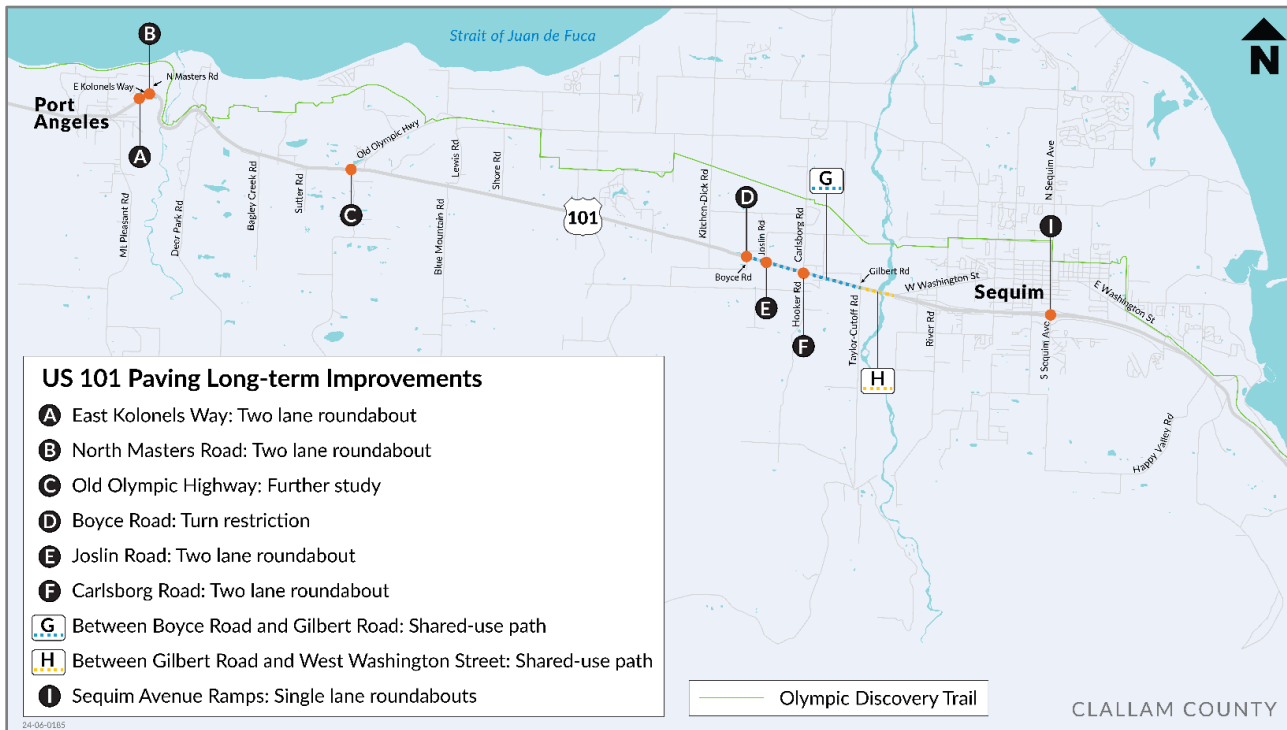 B
Strait of Juan de Fuca
N
N Masters Rd
E Kolonels Way
Port
Angeles
A
Old Olympic Hwy
C
Mt Pleasant Rd
Deer Park Rd
Bagley Creek Rd
Sutter Rd
Lewis Rd
Shore Rd
Blue Mountain Rd
101
Kitchen-Dick Rd
D
Boyce Rd
Joslin Rd
E
Carlsborg Rd
G
Hooker Rd
F
Gilbert Rd
Taylor-Cutoff Rd
H
W Washington St
River Rd
Sequim
N Sequim Ave
I
S Sequim Ave
E Washington St
Happy Valley Rd
US 101 Paving Long-term Improvements
A East Kolonels Way: Two lane roundabout
B North Masters Road: Two lane roundabout
C Old Olympic Highway: Further study
D Boyce Road: Turn restriction
E Joslin Road: Two lane roundabout
F Carlsborg Road: Two lane roundabout
G Between Boyce Road and Gilbert Road: Shared-use path
H Between Gilbert Road and West Washington Street: Shared-use path
I Sequim Avenue Ramps: Single lane roundabouts
Olympic Discovery Trail
CLALLAM COUNTY
24-06-0185